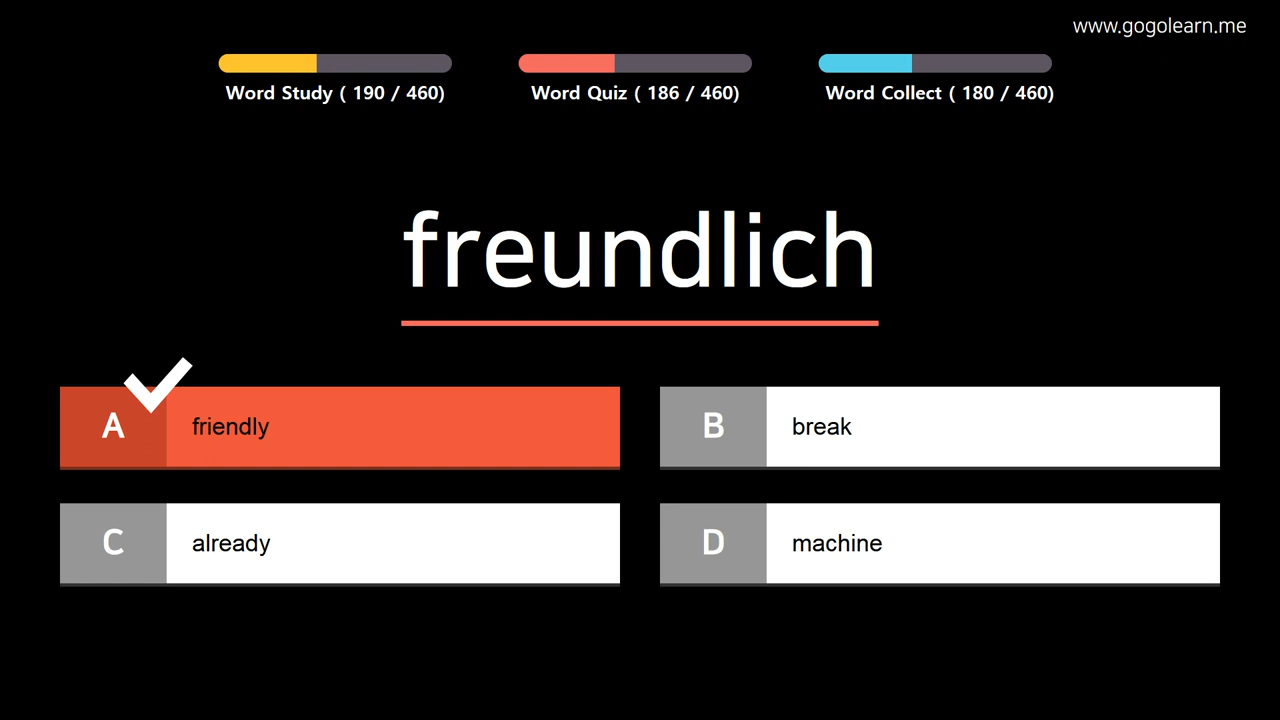 www.gogolearn.me
Word Study ( 190 / 460)
Word Quiz ( 186 / 460)
Word Collect ( 180 / 460)
freundlich
A friendly
B break
C already
D machine